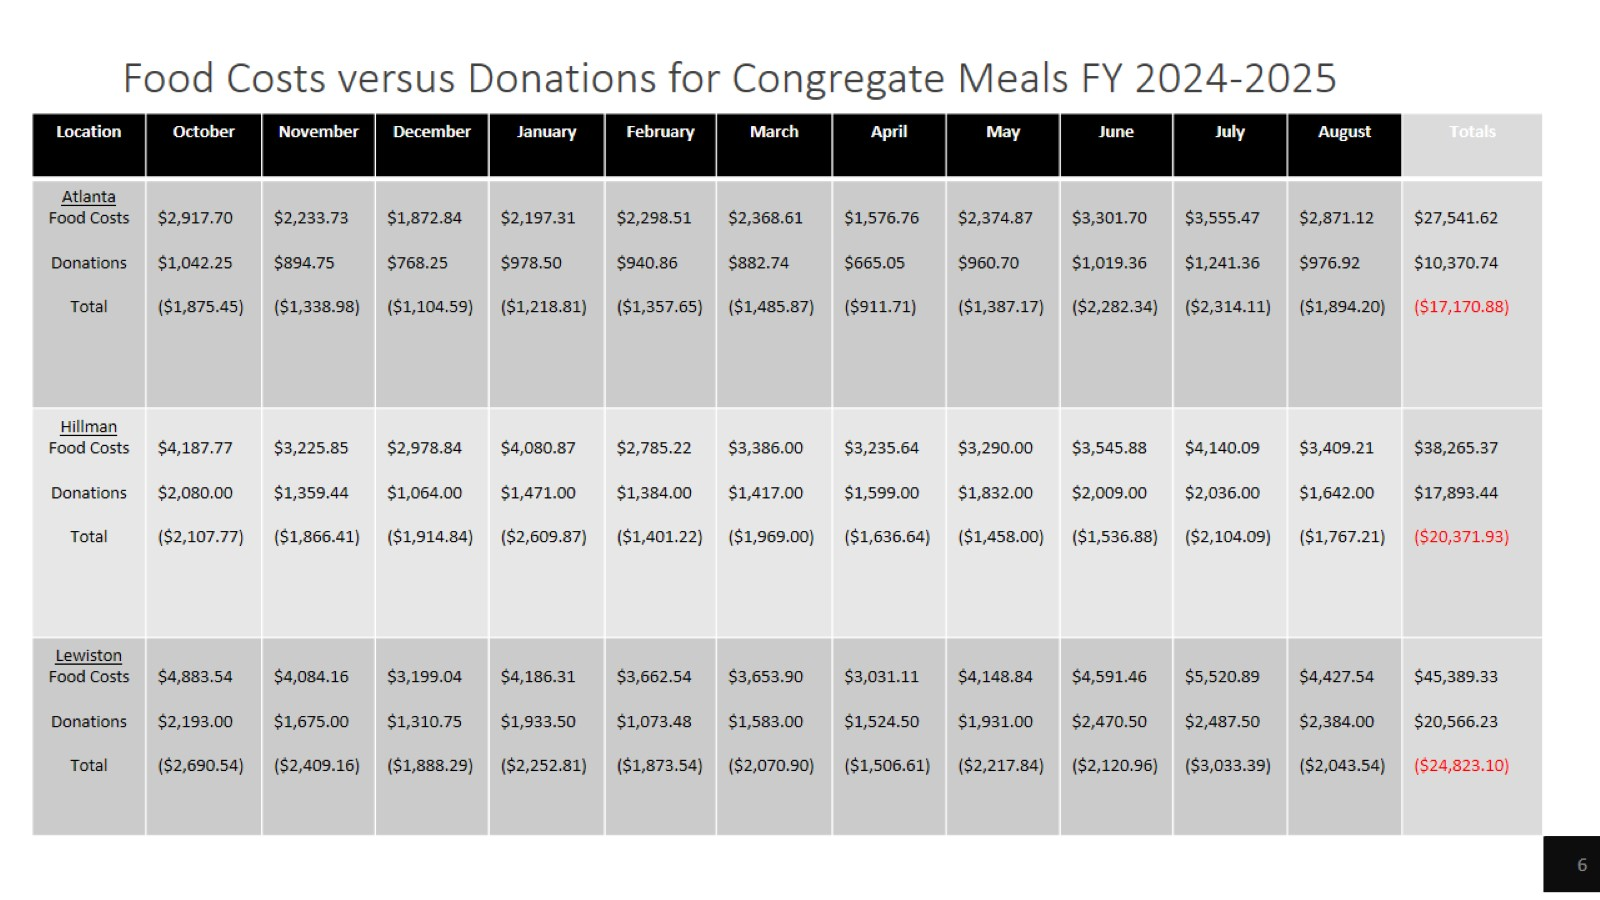 Food Costs versus Donations for Congregate Meals FY 2024-2025
Location October November December January February March April May June July August Totals
Atlanta
Food Costs $2,917.70 $2,233.73 $1,872.84 $2,197.31 $2,298.51 $2,368.61 $1,576.76 $2,374.87 $3,301.70 $3,555.47 $2,871.12 $27,541.62
Donations $1,042.25 $894.75 $768.25 $978.50 $940.86 $882.74 $665.05 $960.70 $1,019.36 $1,241.36 $976.92 $10,370.74
Total ($1,875.45) ($1,338.98) ($1,104.59) ($1,218.81) ($1,357.65) ($1,485.87) ($911.71) ($1,387.17) ($2,282.34) ($2,314.11) ($1,894.20) ($17,170.88)
Hillman
Food Costs $4,187.77 $3,225.85 $2,978.84 $4,080.87 $2,785.22 $3,386.00 $3,235.64 $3,290.00 $3,545.88 $4,140.09 $3,409.21 $38,265.37
Donations $2,080.00 $1,359.44 $1,064.00 $1,471.00 $1,384.00 $1,417.00 $1,599.00 $1,832.00 $2,009.00 $2,036.00 $1,642.00 $17,893.44
Total ($2,107.77) ($1,866.41) ($1,914.84) ($2,609.87) ($1,401.22) ($1,969.00) ($1,636.64) ($1,458.00) ($1,536.88) ($2,104.09) ($1,767.21) ($20,371.93)
Lewiston
Food Costs $4,883.54 $4,084.16 $3,199.04 $4,186.31 $3,662.54 $3,653.90 $3,031.11 $4,148.84 $4,591.46 $5,520.89 $4,427.54 $45,389.33
Donations $2,193.00 $1,675.00 $1,310.75 $1,933.50 $1,073.48 $1,583.00 $1,524.50 $1,931.00 $2,470.50 $2,487.50 $2,384.00 $20,566.23
Total ($2,690.54) ($2,409.16) ($1,888.29) ($2,252.81) ($1,873.54) ($2,070.90) ($1,506.61) ($2,217.84) ($2,120.96) ($3,033.39) ($2,043.54) ($24,823.10)
6